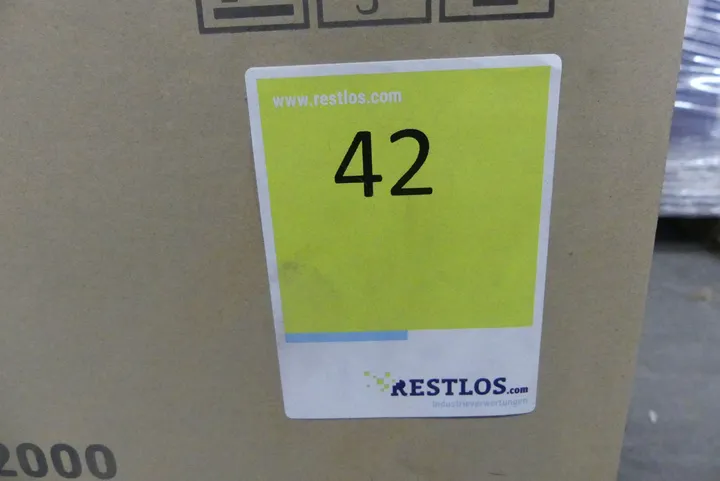 www.restlos.com
42
RESTLOS.com
Industrieverwertungen
2000